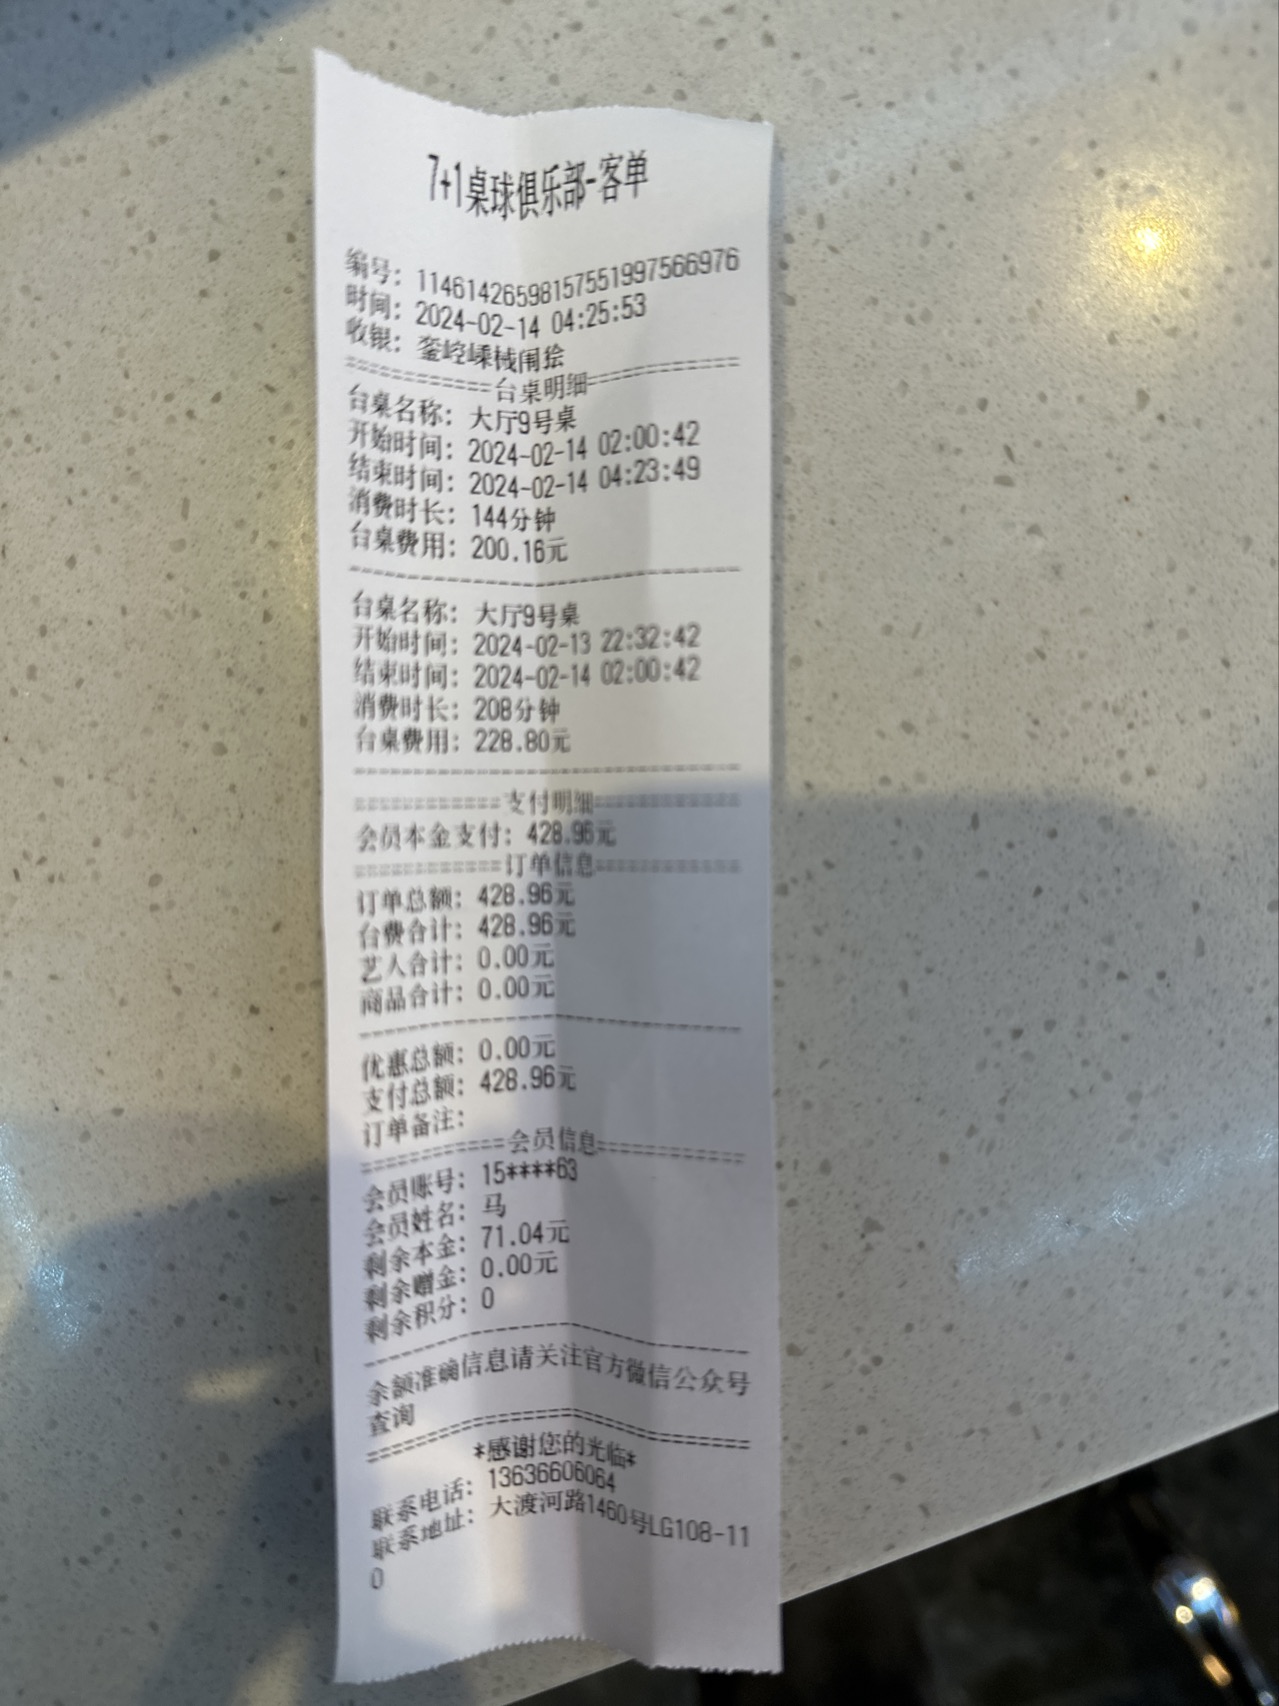 7+1桌球俱乐部-客单
编号: 1146142659815755199756​6976
时间: 2024-02-14 04:25:53
收银:
============台桌明细============
台桌名称: 大厅9号桌
开始时间: 2024-02-14 02:00:42
结束时间: 2024-02-14 04:23:49
消费时长: 144分钟
台桌费用: 200.16元
--------------------------------
台桌名称: 大厅9号桌
开始时间: 2024-02-13 22:32:42
结束时间: 2024-02-14 02:00:42
消费时长: 208分钟
台桌费用: 228.80元
--------------------------------
============支付明细============
会员本金支付: 428.96元
============订单信息============
订单总额: 428.96元
台费合计: 428.96元
艺人合计: 0.00元
商品合计: 0.00元
--------------------------------
优惠总额: 0.00元
支付总额: 428.96元
订单备注:
============会员信息============
会员账号: 15****63
会员姓名: 马
剩余本金: 71.04元
剩余赠金: 0.00元
剩余积分: 0
--------------------------------
余额准确信息请关注官方微信公众号
查询
================================
*感谢您的光临*
联系电话: 13636606064
联系地址: 大渡河路1460号LG108-11
0